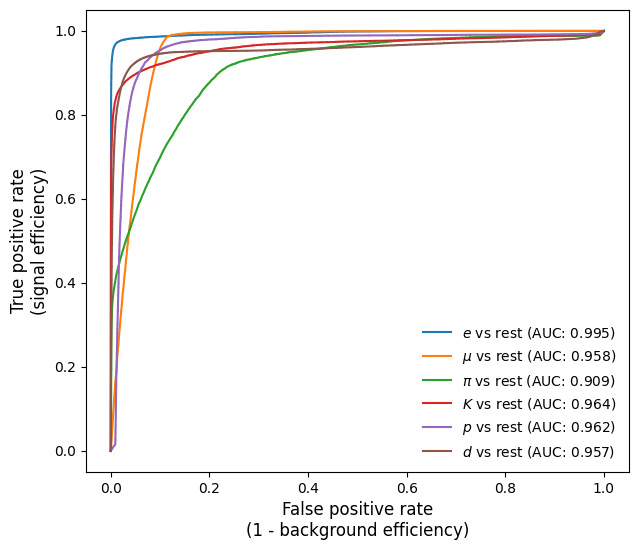 1.0
0.8
0.6
0.4
0.2
0.0
True positive rate
(signal efficiency)
e vs rest (AUC: 0.995)
μ vs rest (AUC: 0.958)
π vs rest (AUC: 0.909)
K vs rest (AUC: 0.964)
p vs rest (AUC: 0.962)
d vs rest (AUC: 0.957)
0.0 0.2 0.4 0.6 0.8 1.0
False positive rate
(1 - background efficiency)